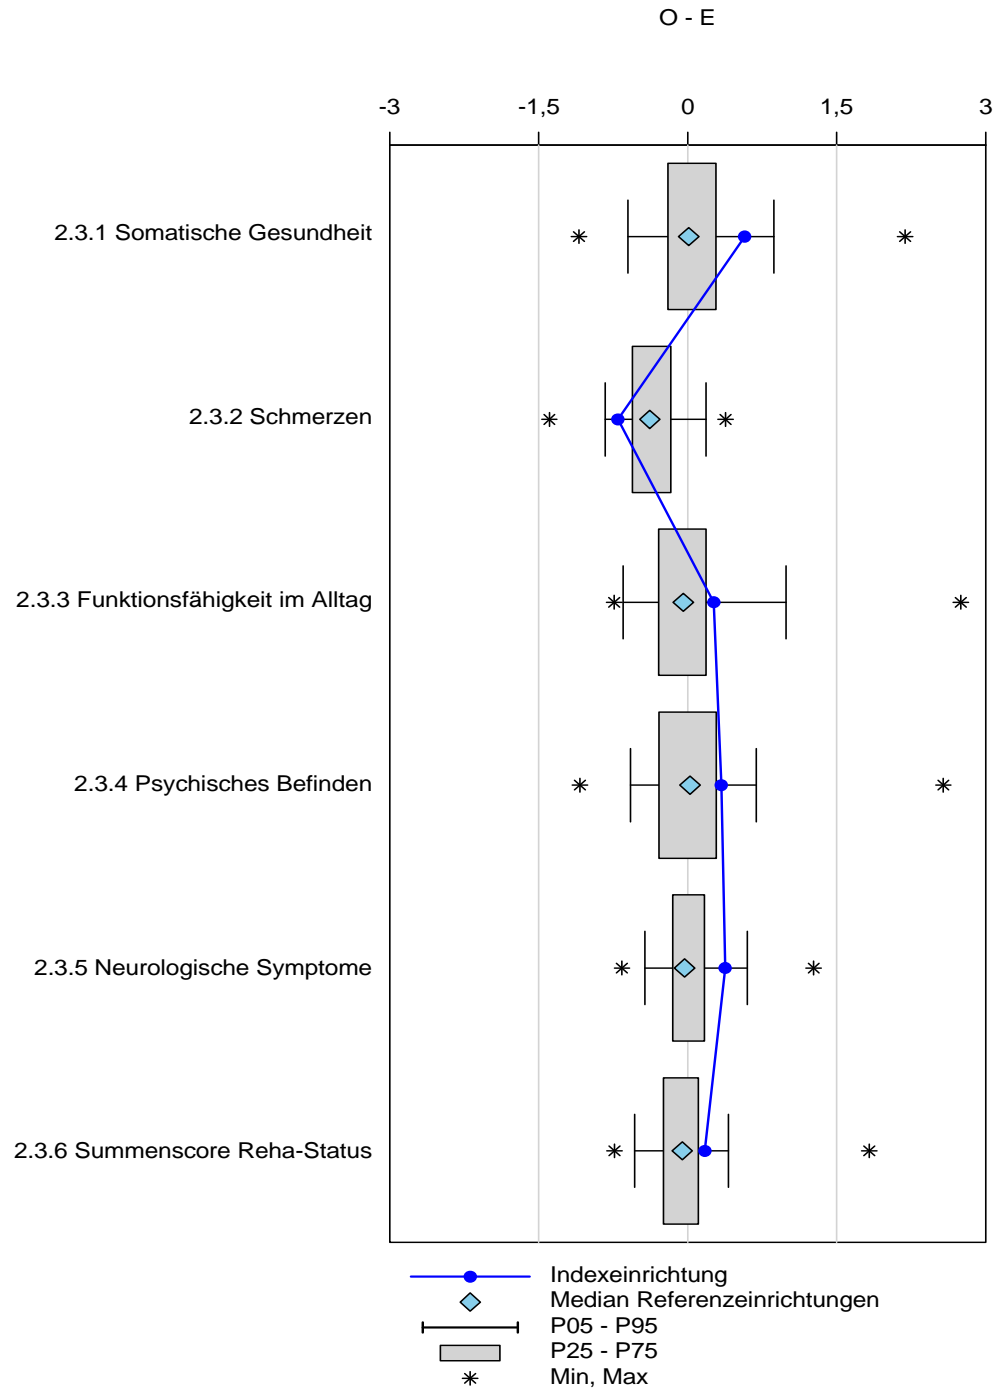 O - E
-3 -1,5 0 1,5 3
2.3.1 Somatische Gesundheit
2.3.2 Schmerzen
2.3.3 Funktionsfähigkeit im Alltag
2.3.4 Psychisches Befinden
2.3.5 Neurologische Symptome
2.3.6 Summenscore Reha-Status
Indexeinrichtung
Median Referenzeinrichtungen
P05 - P95
P25 - P75
Min, Max